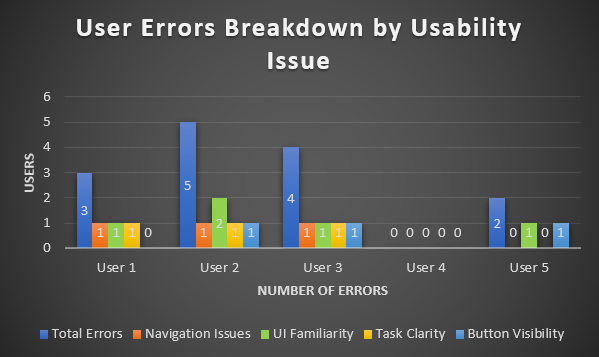 User Errors Breakdown by Usability
Issue
6
5
4
3
2
1
0
USERS
3 1 1 1 0
5 1 2 1 1
4 1 1 1 1
0 0 0 0 0
2 0 1 0 1
User 1 User 2 User 3 User 4 User 5
NUMBER OF ERRORS
Total Errors Navigation Issues UI Familiarity Task Clarity Button Visibility